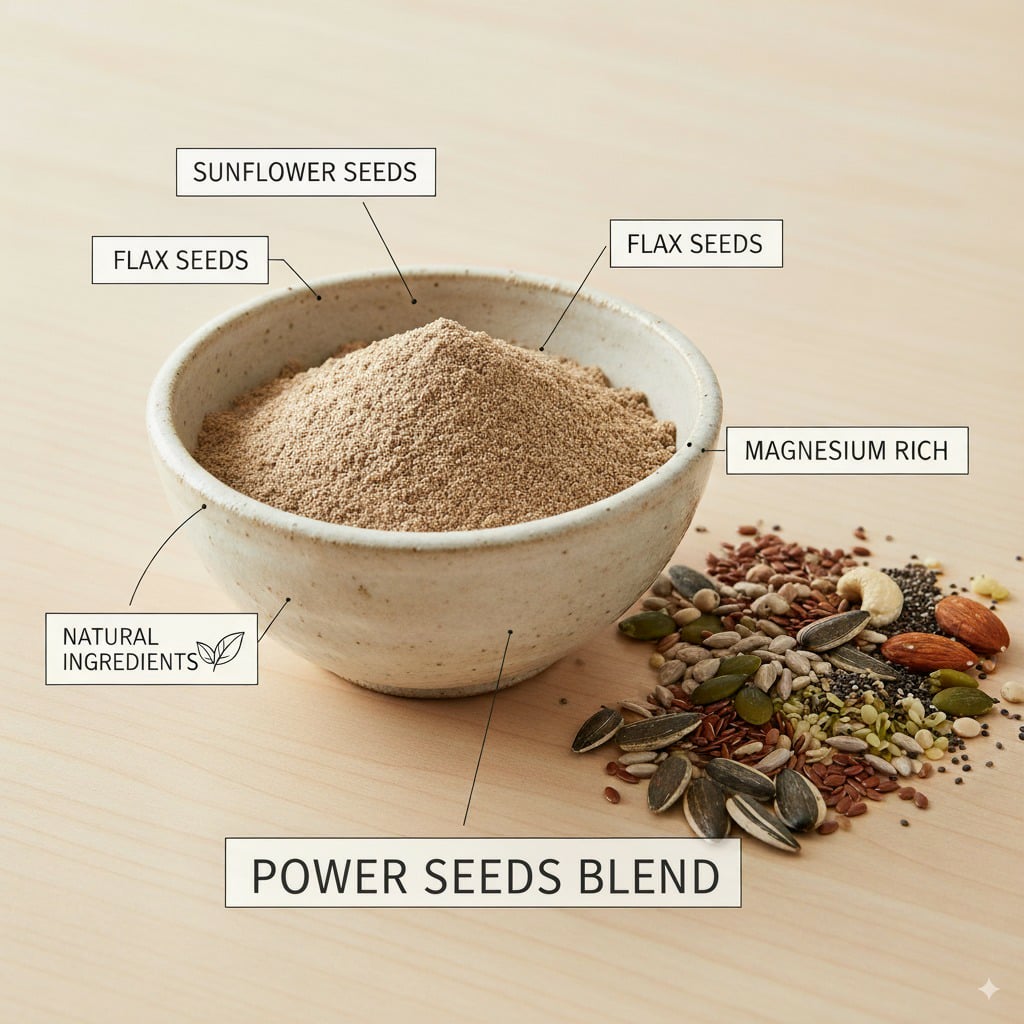 SUNFLOWER SEEDS
FLAX SEEDS
FLAX SEEDS
MAGNESIUM RICH
NATURAL
INGREDIENTS
POWER SEEDS BLEND